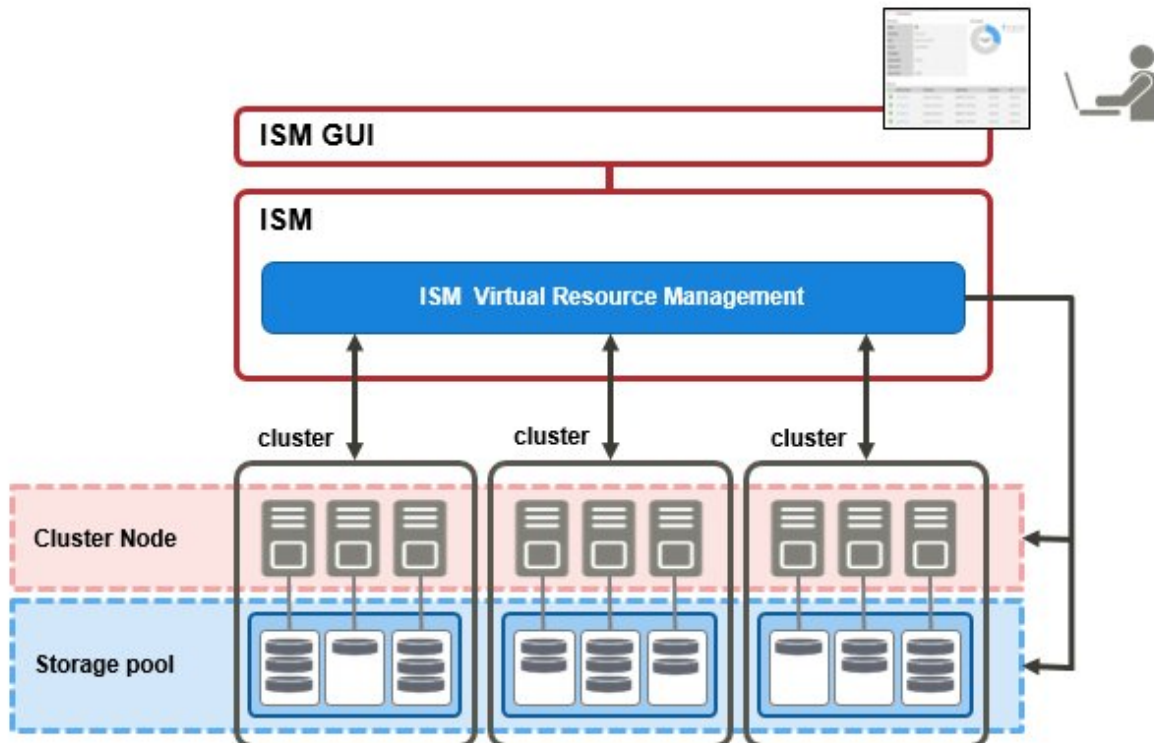 ISM GUI
ISM
ISM Virtual Resource Management
cluster
cluster
cluster
Cluster Node
Storage pool